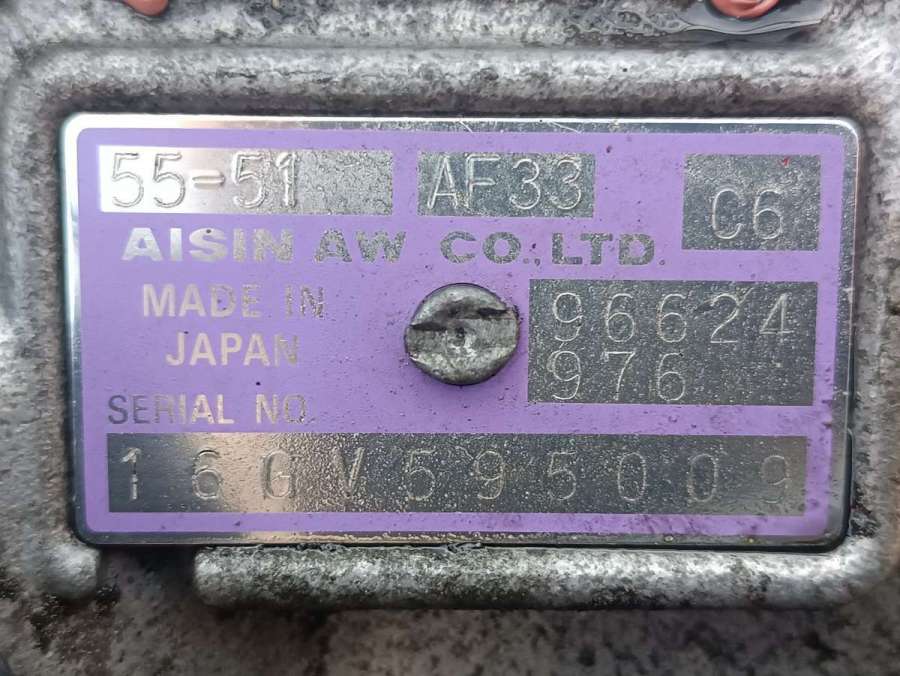 55-51 AF33 C6
AISIN AW CO.,LTD.
MADE IN
JAPAN
96624
976
SERIAL NO.
16GV595009